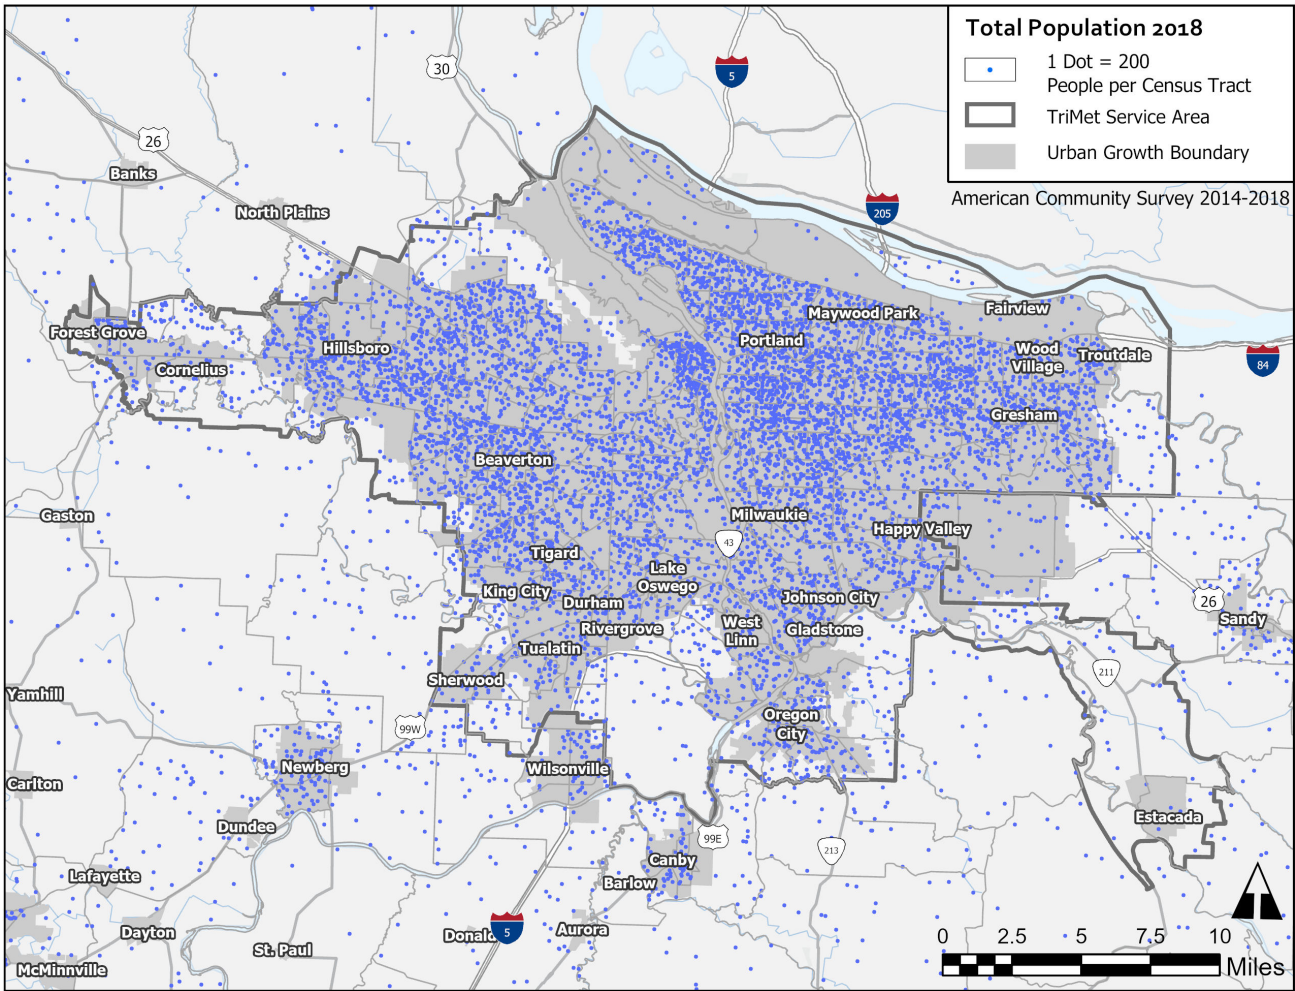 Total Population 2018
1 Dot = 200
People per Census Tract
TriMet Service Area
Urban Growth Boundary
American Community Survey 2014-2018
30
5
26
Banks
North Plains
205
Forest Grove
Hillsboro
Cornelius
Maywood Park
Fairview
Portland
Wood
Village
Troutdale
84
Gresham
Beaverton
Gaston
Milwaukie
Happy Valley
43
Tigard
Lake
Oswego
King City
Durham
Johnson City
26
Sandy
Rivergrove
West
Linn
Gladstone
Tualatin
Sherwood
211
Yamhill
99W
Oregon
City
Newberg
Wilsonville
Carlton
Dundee
Estacada
99E
213
Canby
Lafayette
Barlow
Dayton
Donald
5
Aurora
St. Paul
McMinnville
0 2.5 5 7.5 10
Miles